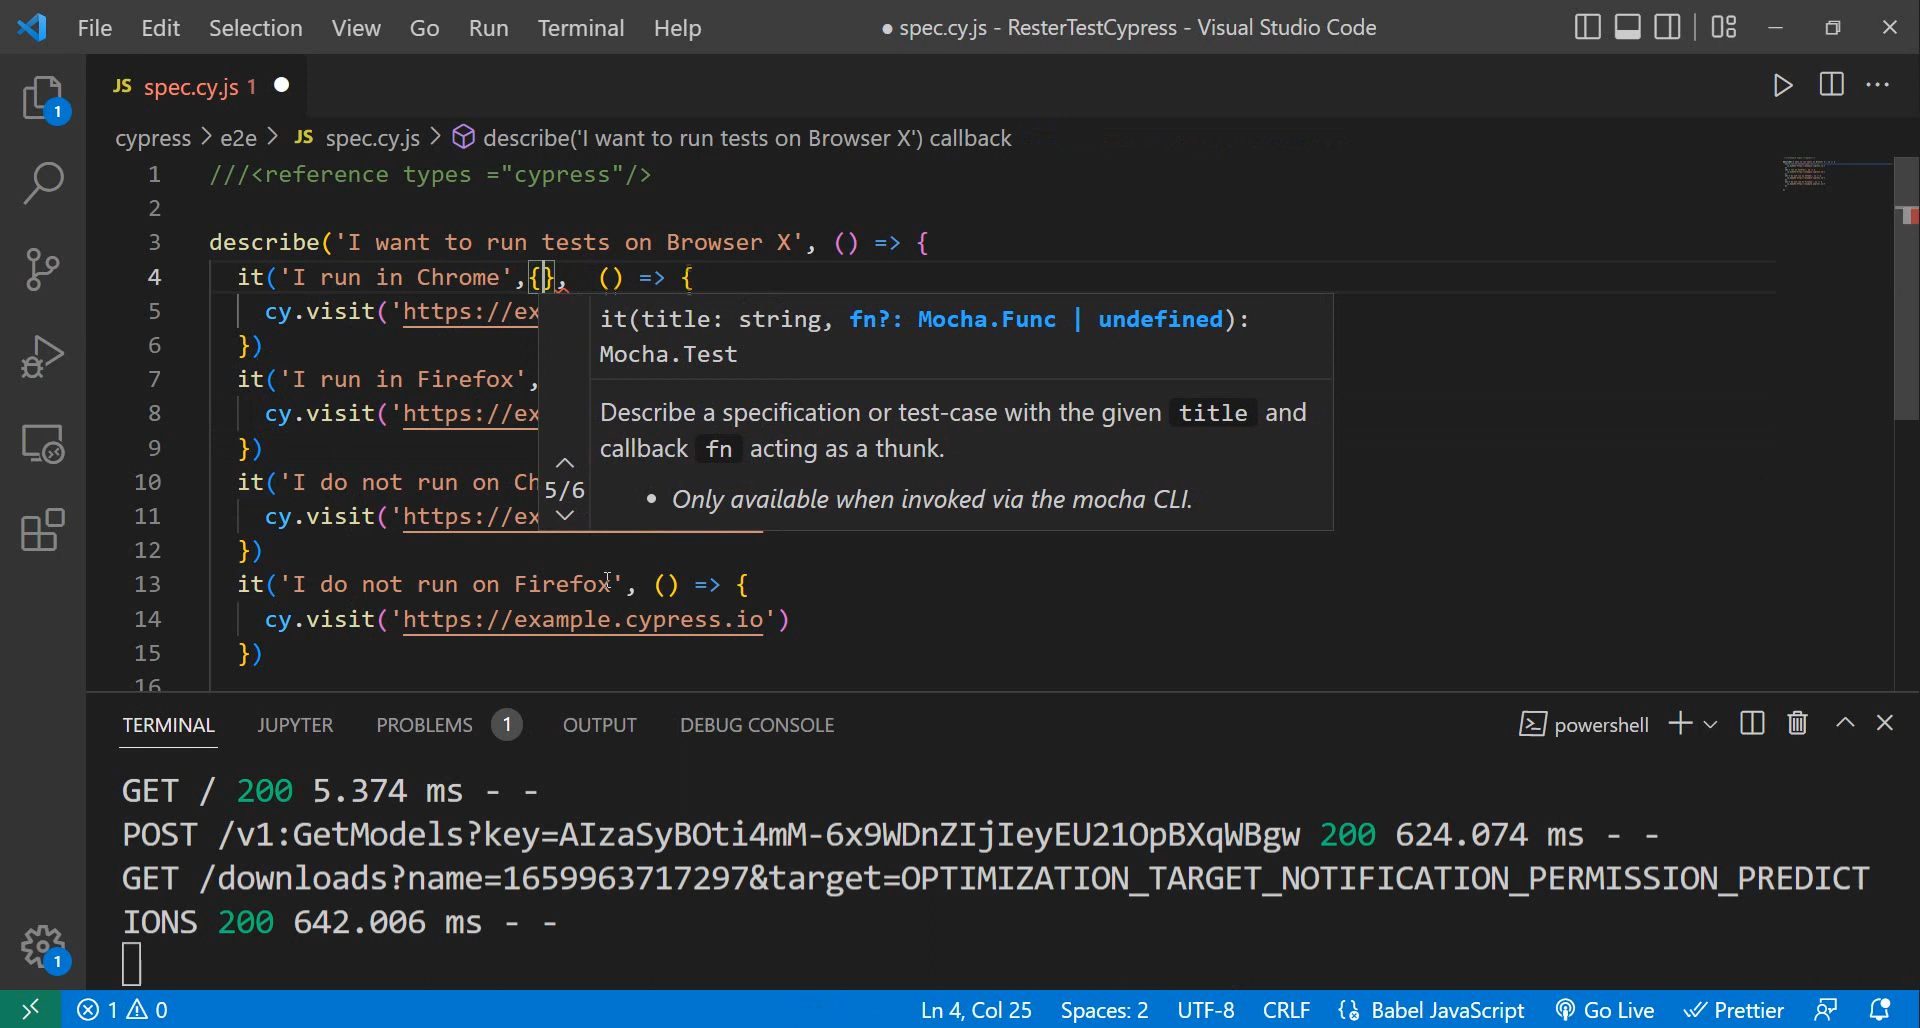 File Edit Selection View Go Run Terminal Help ● spec.cy.js - ResterTestCypress - Visual Studio Code
JS spec.cy.js 1
cypress > e2e > JS spec.cy.js > describe('I want to run tests on Browser X') callback
1 ///<reference types ="cypress"/>
2
3 describe('I want to run tests on Browser X', () => {
4 it('I run in Chrome',{}, () => {
5 cy.visit('https://ex
6 })
7 it('I run in Firefox',
8 cy.visit('https://ex
9 })
10 it('I do not run on Ch
11 cy.visit('https://ex
12 })
13 it('I do not run on Firefox', () => {
14 cy.visit('https://example.cypress.io')
15 })
16
it(title: string, fn?: Mocha.Func | undefined):
Mocha.Test
Describe a specification or test-case with the given title and
callback fn acting as a thunk.
• Only available when invoked via the mocha CLI.
5/6
TERMINAL JUPYTER PROBLEMS 1 OUTPUT DEBUG CONSOLE powershell
GET / 200 5.374 ms - -
POST /v1:GetModels?key=AIzaSyBOti4mM-6x9WDnZIjIeyEU21OpBXqWBgw 200 624.074 ms - -
GET /downloads?name=1659963717297&target=OPTIMIZATION_TARGET_NOTIFICATION_PERMISSION_PREDICT
IONS 200 642.006 ms - -
1
1
1 0 Ln 4, Col 25 Spaces: 2 UTF-8 CRLF {} Babel JavaScript Go Live Prettier